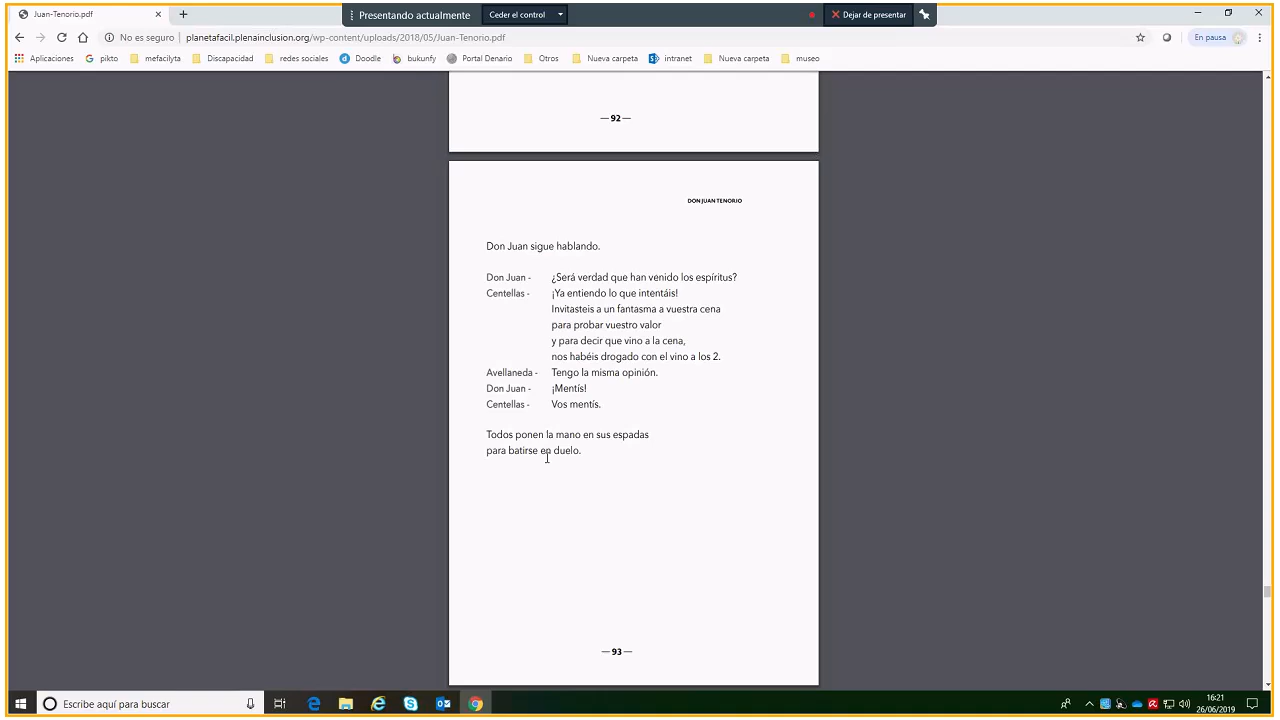 Juan-Tenorio.pdf
Presentando actualmente
Ceder el control
Dejar de presentar
No es seguro
planetafacil.plenainclusion.org/wp-content/uploads/2018/05/Juan-Tenorio.pdf
En pausa
Aplicaciones
pikto
mefacilyta
Discapacidad
redes sociales
Doodle
bukunfy
Portal Denario
Otros
Nueva carpeta
intranet
Nueva carpeta
museo
— 92 —
DON JUAN TENORIO
Don Juan sigue hablando.
Don Juan - ¿Será verdad que han venido los espíritus?
Centellas - ¡Ya entiendo lo que intentáis!
Invitasteis a un fantasma a vuestra cena
para probar vuestro valor
y para decir que vino a la cena,
nos habéis drogado con el vino a los 2.
Avellaneda - Tengo la misma opinión.
Don Juan - ¡Mentís!
Centellas - Vos mentís.
Todos ponen la mano en sus espadas
para batirse en duelo.
— 93 —
Escribe aquí para buscar
16:21
26/06/2019